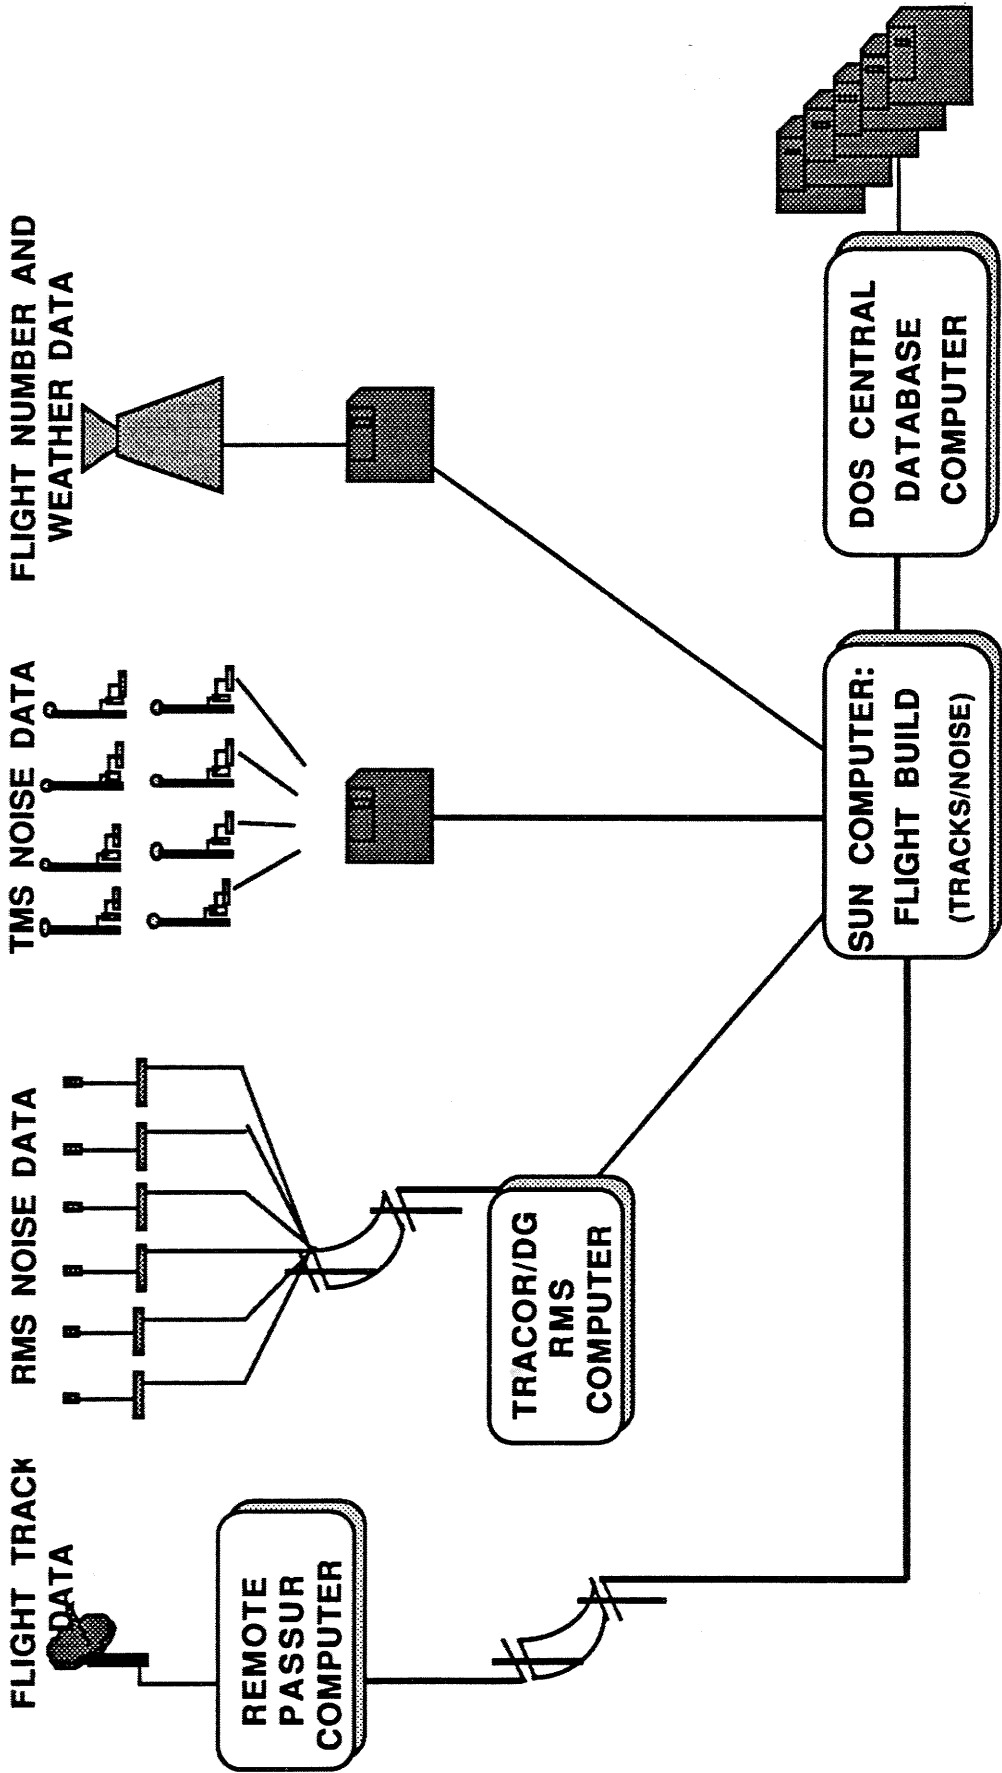 FLIGHT TRACK
DATA
RMS NOISE DATA
TMS NOISE DATA
FLIGHT NUMBER AND
WEATHER DATA
REMOTE
PASSUR
COMPUTER
TRACOR/DG
RMS
COMPUTER
SUN COMPUTER:
FLIGHT BUILD
(TRACKS/NOISE)
DOS CENTRAL
DATABASE
COMPUTER